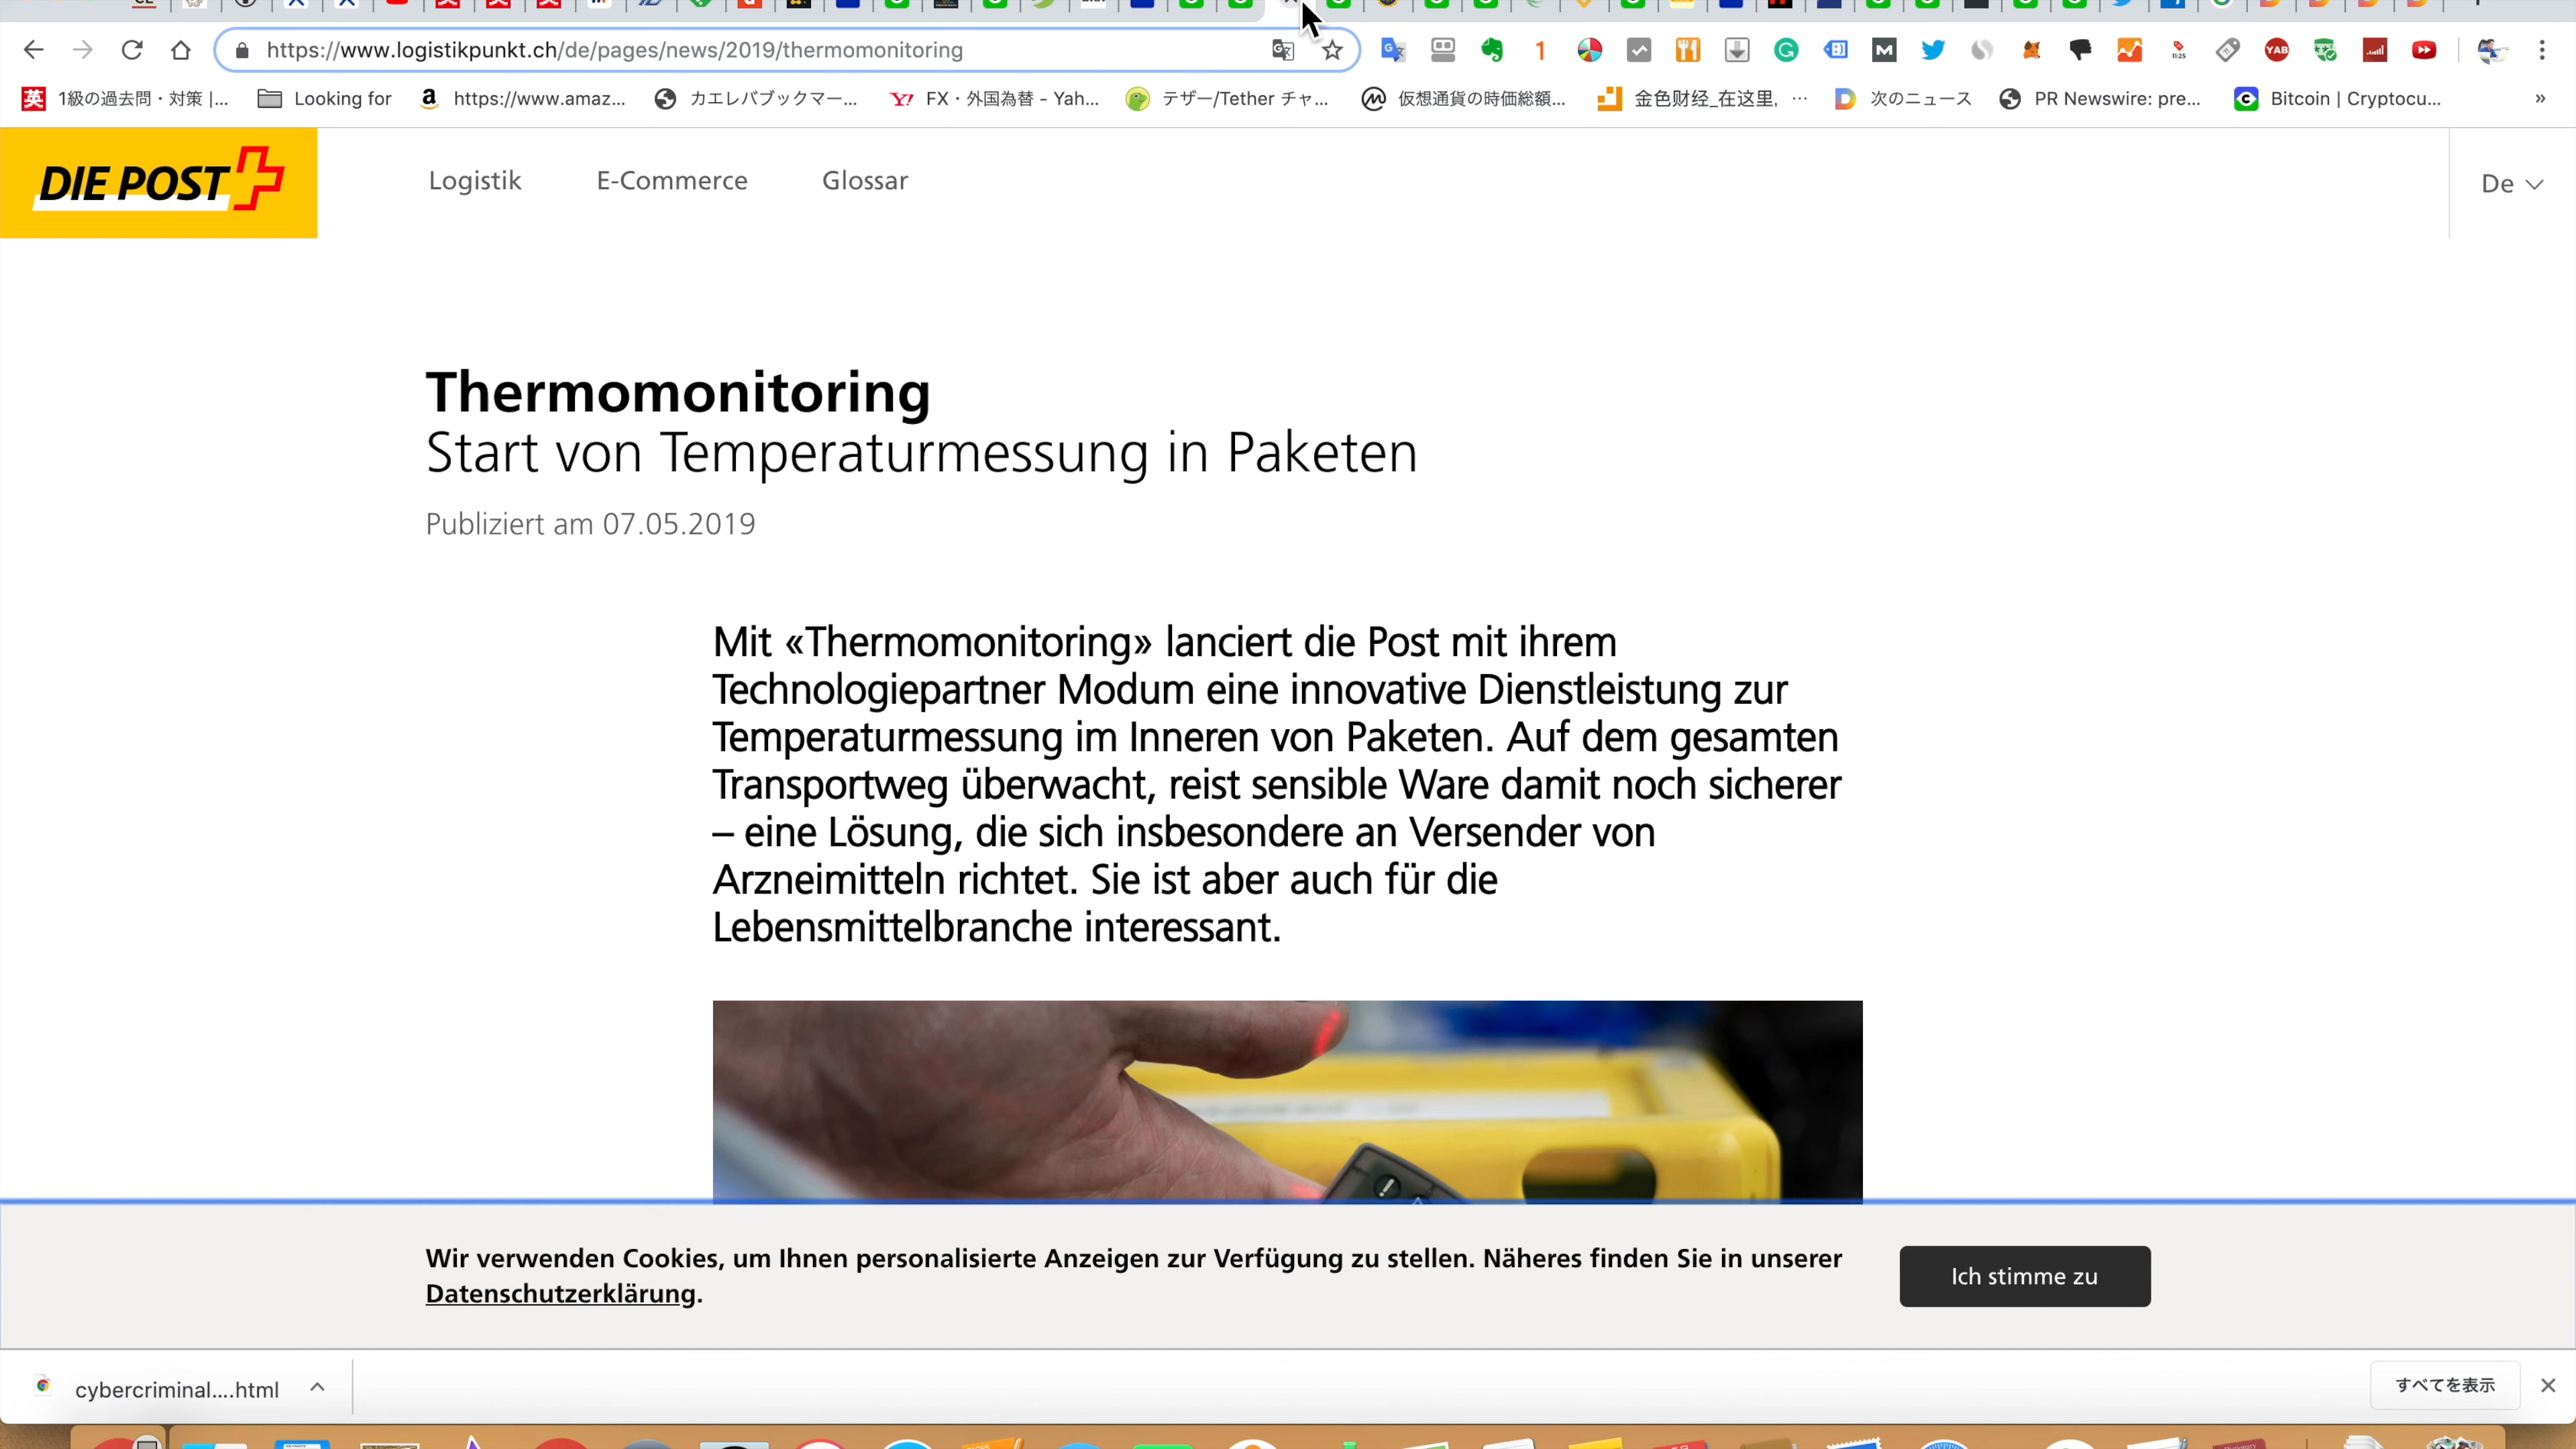 https://www.logistikpunkt.ch/de/pages/news/2019/thermomonitoring
1級の過去問・対策 |...
Looking for
https://www.amaz...
カエレバブックマー...
FX・外国為替 - Yah...
テザー/Tether チャ...
仮想通貨の時価総額...
金色财经_在这里, ...
次のニュース
PR Newswire: pre...
Bitcoin | Cryptocu...
»
DIE POST
Logistik
E-Commerce
Glossar
De
Thermomonitoring
Start von Temperaturmessung in Paketen
Publiziert am 07.05.2019
Mit «Thermomonitoring» lanciert die Post mit ihrem
Technologiepartner Modum eine innovative Dienstleistung zur
Temperaturmessung im Inneren von Paketen. Auf dem gesamten
Transportweg überwacht, reist sensible Ware damit noch sicherer
– eine Lösung, die sich insbesondere an Versender von
Arzneimitteln richtet. Sie ist aber auch für die
Lebensmittelbranche interessant.
Wir verwenden Cookies, um Ihnen personalisierte Anzeigen zur Verfügung zu stellen. Näheres finden Sie in unserer
Datenschutzerklärung.
Ich stimme zu
cybercriminal....html
すべてを表示